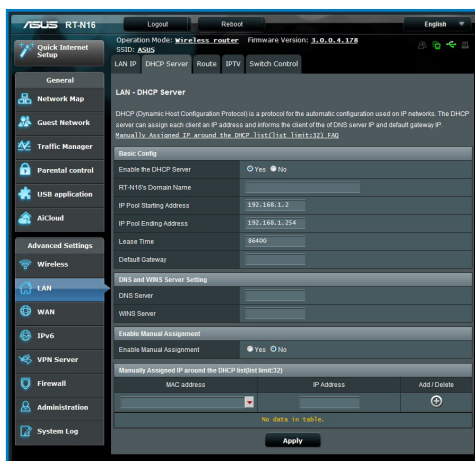 ASUS RT-N16 Logout Reboot English
Operation Mode: Wireless router Firmware Version: 3.0.0.4.178
SSID: ASUS
Quick Internet
Setup
LAN IP DHCP Server Route IPTV Switch Control
General
Network Map
Guest Network
Traffic Manager
Parental control
USB application
AiCloud
Advanced Settings
Wireless
LAN
WAN
IPv6
VPN Server
Firewall
Administration
System Log
LAN - DHCP Server
DHCP (Dynamic Host Configuration Protocol) is a protocol for the automatic configuration used on IP networks. The DHCP
server can assign each client an IP address and informs the client of the of DNS server IP and default gateway IP.
Manually Assigned IP around the DHCP list(list limit:32) FAQ
Basic Config
Enable the DHCP Server Yes No
RT-N16's Domain Name
IP Pool Starting Address 192.168.1.2
IP Pool Ending Address 192.168.1.254
Lease Time 86400
Default Gateway
DNS and WINS Server Setting
DNS Server
WINS Server
Enable Manual Assignment
Enable Manual Assignment Yes No
Manually Assigned IP around the DHCP list(list limit:32)
MAC address IP Address Add / Delete
No data in table.
Apply